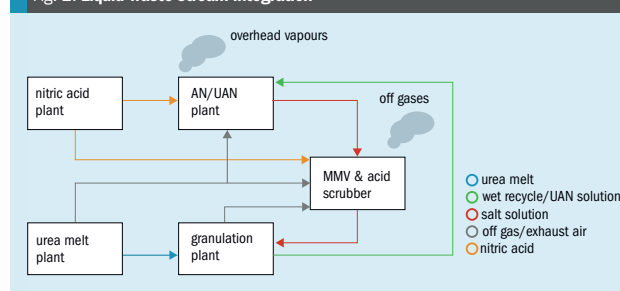 Fig. 2: Liquid waste stream integration
overhead vapours
nitric acid
plant
AN/UAN
plant
off gases
MMV & acid
scrubber
urea melt
plant
granulation
plant
urea melt
wet recycle/UAN solution
salt solution
off gas/exhaust air
nitric acid